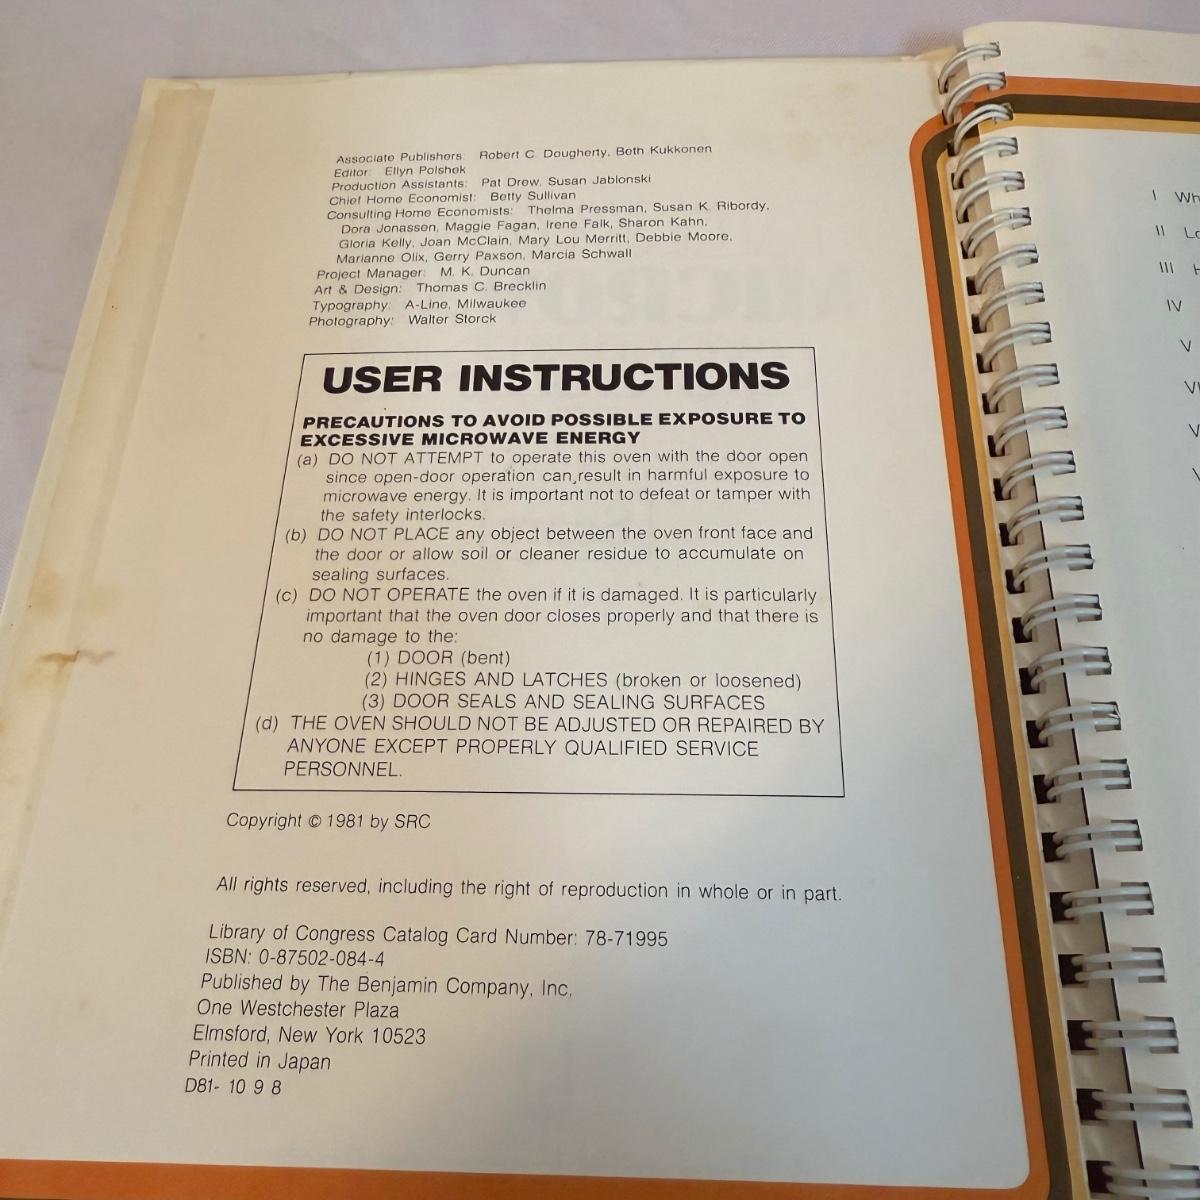 Associate Publishers: Robert C. Dougherty, Beth Kukkonen
Editor: Ellyn Polshek
Production Assistants: Pat Drew, Susan Jablonski
Chief Home Economist: Betty Sullivan
Consulting Home Economists: Thelma Pressman, Susan K. Ribordy,
Dora Jonassen, Maggie Fagan, Irene Falk, Sharon Kahn,
Gloria Kelly, Joan McClain, Mary Lou Merritt, Debbie Moore,
Marianne Olix, Gerry Paxson, Marcia Schwall
Project Manager: M. K. Duncan
Art & Design: Thomas C. Brecklin
Typography: A-Line, Milwaukee
Photography: Walter Storck
USER INSTRUCTIONS
PRECAUTIONS TO AVOID POSSIBLE EXPOSURE TO
EXCESSIVE MICROWAVE ENERGY
(a) DO NOT ATTEMPT to operate this oven with the door open
since open-door operation can result in harmful exposure to
microwave energy. It is important not to defeat or tamper with
the safety interlocks.
(b) DO NOT PLACE any object between the oven front face and
the door or allow soil or cleaner residue to accumulate on
sealing surfaces.
(c) DO NOT OPERATE the oven if it is damaged. It is particularly
important that the oven door closes properly and that there is
no damage to the:
(1) DOOR (bent)
(2) HINGES AND LATCHES (broken or loosened)
(3) DOOR SEALS AND SEALING SURFACES
(d) THE OVEN SHOULD NOT BE ADJUSTED OR REPAIRED BY
ANYONE EXCEPT PROPERLY QUALIFIED SERVICE
PERSONNEL.
Copyright © 1981 by SRC
All rights reserved, including the right of reproduction in whole or in part.
Library of Congress Catalog Card Number: 78-71995
ISBN: 0-87502-084-4
Published by The Benjamin Company, Inc.
One Westchester Plaza
Elmsford, New York 10523
Printed in Japan
D81- 10 9 8
I
II
III
IV
V